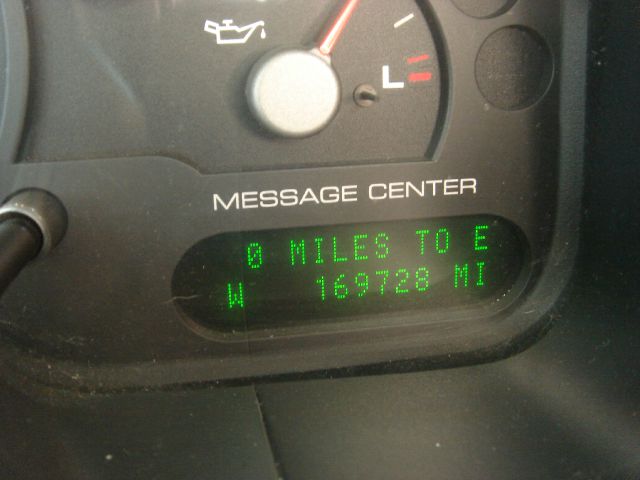 L
MESSAGE CENTER
0 MILES TO E
W 169728 MI